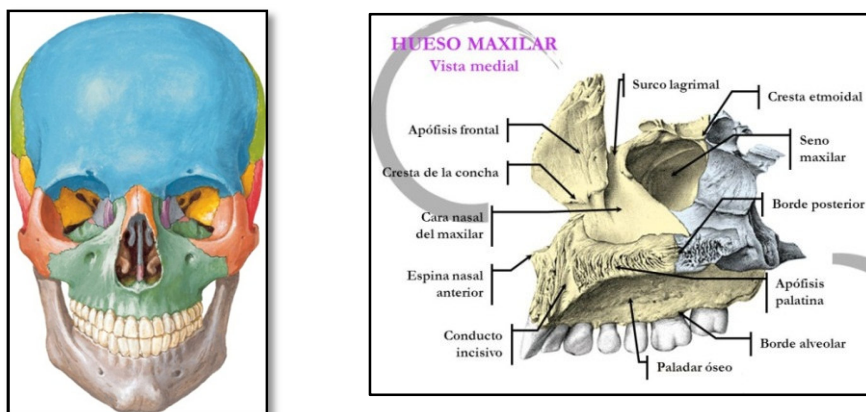 HUESO MAXILAR
Vista medial
Surco lagrimal
Cresta etmoidal
Apófisis frontal
Seno
maxilar
Cresta de la concha
Cara nasal
del maxilar
Borde posterior
Espina nasal
anterior
Apófisis
palatina
Conducto
incisivo
Borde alveolar
Paladar óseo